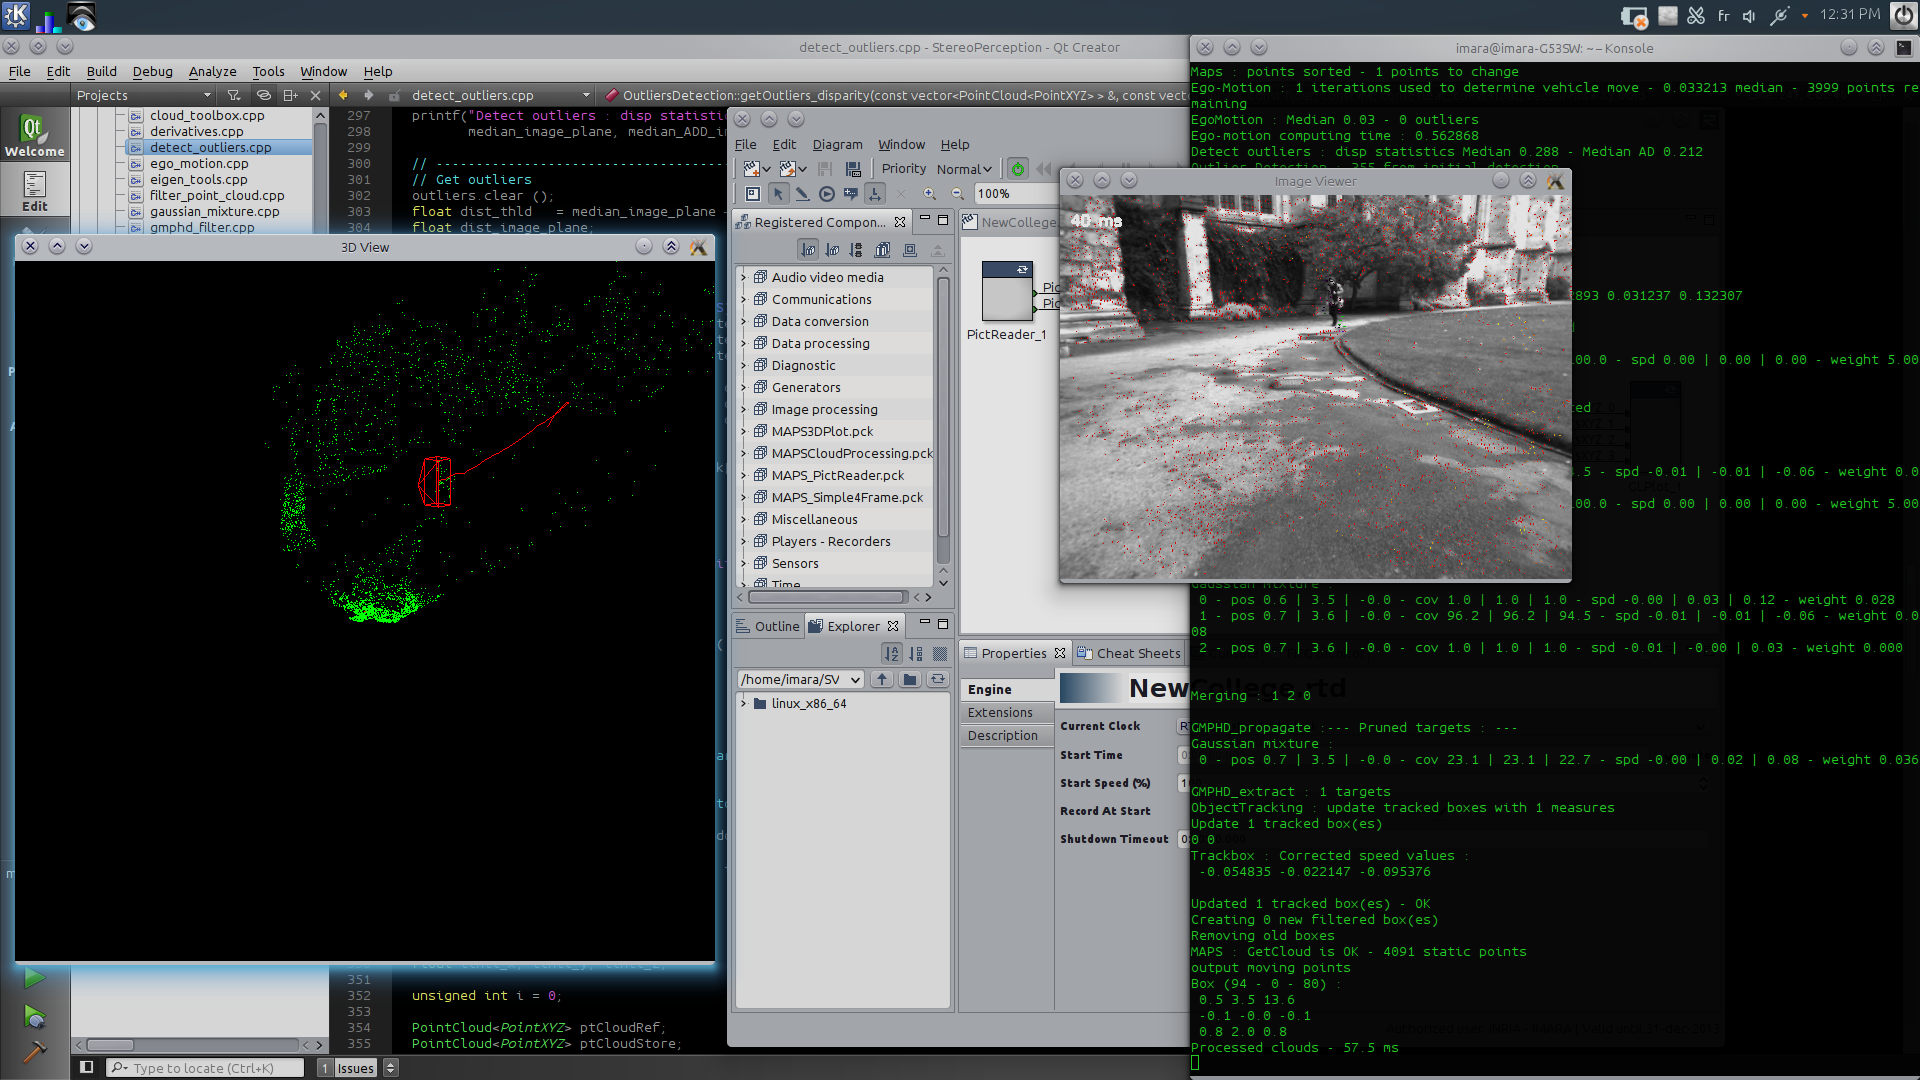 fr
12:31 PM
detect_outliers.cpp - StereoPerception - Qt Creator
File Edit Build Debug Analyze Tools Window Help
Projects
detect_outliers.cpp
OutliersDetection::getOutliers_disparity(const vector<PointCloud<PointXYZ> > &, const vect
Welcome
Edit
cloud_toolbox.cpp
derivatives.cpp
detect_outliers.cpp
ego_motion.cpp
eigen_tools.cpp
filter_point_cloud.cpp
gaussian_mixture.cpp
gmphd_filter.cpp
297 printf("Detect outliers : disp statistic
298 median_image_plane, median_ADD_im
299
300 // ------------------------------------
301 // Get outliers
302 outliers.clear ();
303 float dist_thld = median_image_plane
304 float dist_image_plane;
3D View
351
352 unsigned int i = 0;
353
354 PointCloud<PointXYZ> ptCloudRef;
355 PointCloud<PointXYZ> ptCloudStore;
Type to locate (Ctrl+K)
1 Issues
File Edit Diagram Window Help
Priority Normal
100%
Registered Compon...
Audio video media
Communications
Data conversion
Data processing
Diagnostic
Generators
Image processing
MAPS3DPlot.pck
MAPSCloudProcessing.pck
MAPS_PictReader.pck
MAPS_Simple4Frame.pck
Miscellaneous
Players - Recorders
Sensors
Time
Outline
Explorer
/home/imara/SV
linux_x86_64
NewCollege
Pic
Pic
PictReader_1
Properties
Cheat Sheets
Engine
Extensions
Description
NewCollege.rtd
Current Clock
Start Time
Start Speed (%)
Record At Start
Shutdown Timeout
Image Viewer
40 ms
imara@imara-G53SW: ~ – Konsole
Maps : points sorted - 1 points to change
Ego-Motion : 1 iterations used to determine vehicle move - 0.033213 median - 3999 points re
maining
EgoMotion : Median 0.03 - 0 outliers
Ego-motion computing time : 0.562868
Detect outliers : disp statistics Median 0.288 - Median AD 0.212
Outlier Detection - 355 from initial detection
2893 0.031237 0.132307
100.0 - spd 0.00 | 0.00 | 0.00 - weight 5.00
4.5 - spd -0.01 | -0.01 | -0.06 - weight 0.0
100.0 - spd 0.00 | 0.00 | 0.00 - weight 5.00
Gaussian mixture :
0 - pos 0.6 | 3.5 | -0.0 - cov 1.0 | 1.0 | 1.0 - spd -0.00 | 0.03 | 0.12 - weight 0.028
1 - pos 0.7 | 3.6 | -0.0 - cov 96.2 | 96.2 | 94.5 - spd -0.01 | -0.01 | -0.06 - weight 0.0
08
2 - pos 0.7 | 3.6 | -0.0 - cov 1.0 | 1.0 | 1.0 - spd -0.01 | -0.00 | 0.03 - weight 0.000
Merging : 1 2 0
GMPHD_propagate :--- Pruned targets : ---
Gaussian mixture :
0 - pos 0.7 | 3.5 | -0.0 - cov 23.1 | 23.1 | 22.7 - spd -0.00 | 0.02 | 0.08 - weight 0.036
GMPHD_extract : 1 targets
ObjectTracking : update tracked boxes with 1 measures
Update 1 tracked box(es)
0 0
Trackbox : Corrected speed values :
-0.054835 -0.022147 -0.095376
Updated 1 tracked box(es) - OK
Creating 0 new filtered box(es)
Removing old boxes
MAPS : GetCloud is OK - 4091 static points
output moving points
Box (94 - 0 - 80) :
0.5 3.5 13.6
-0.1 -0.0 -0.1
0.8 2.0 0.8
Processed clouds - 57.5 ms